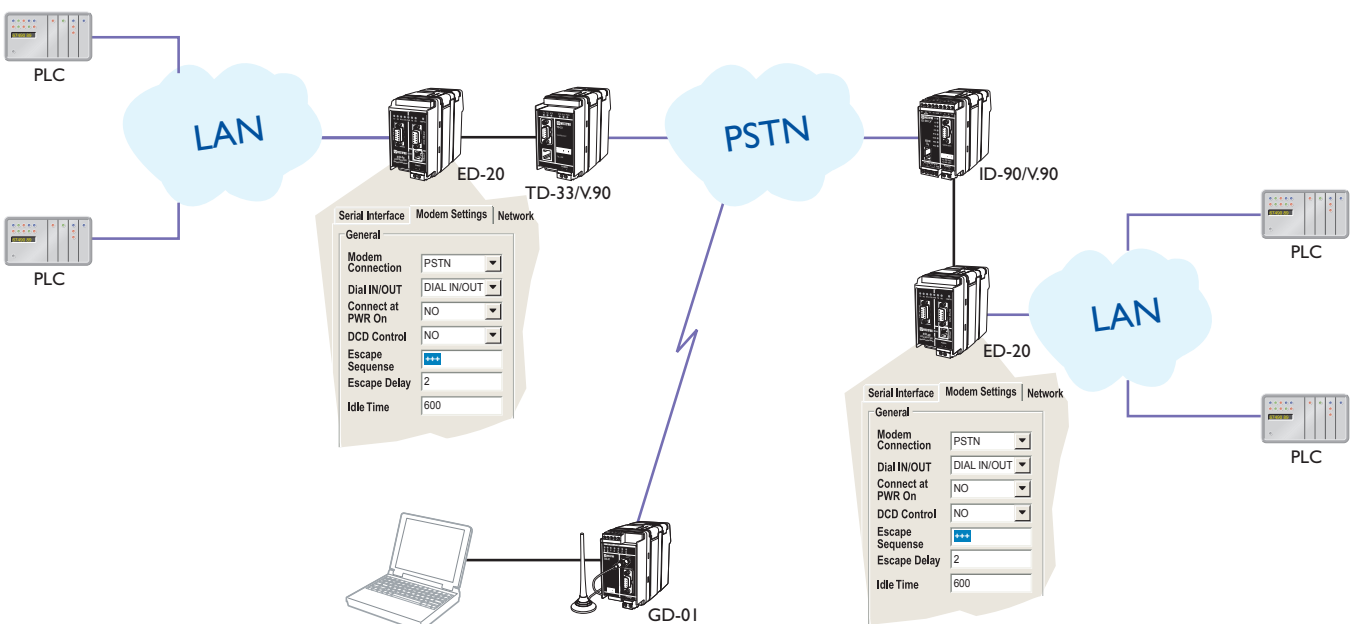 PLC
LAN
PLC
ED-20
TD-33/V.90
PSTN
ID-90/V.90
Serial Interface Modem Settings Network
General
Modem Connection PSTN
Dial IN/OUT DIAL IN/OUT
Connect at PWR On NO
DCD Control NO
Escape Sequense +++
Escape Delay 2
Idle Time 600
GD-01
ED-20
LAN
PLC
PLC
Serial Interface Modem Settings Network
General
Modem Connection PSTN
Dial IN/OUT DIAL IN/OUT
Connect at PWR On NO
DCD Control NO
Escape Sequense +++
Escape Delay 2
Idle Time 600